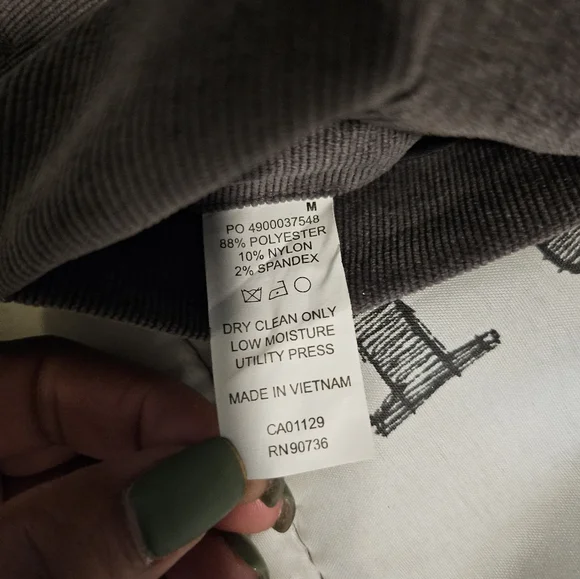 M
PO 4900037548
88% POLYESTER
10% NYLON
2% SPANDEX
DRY CLEAN ONLY
LOW MOISTURE
UTILITY PRESS
MADE IN VIETNAM
CA01129
RN90736